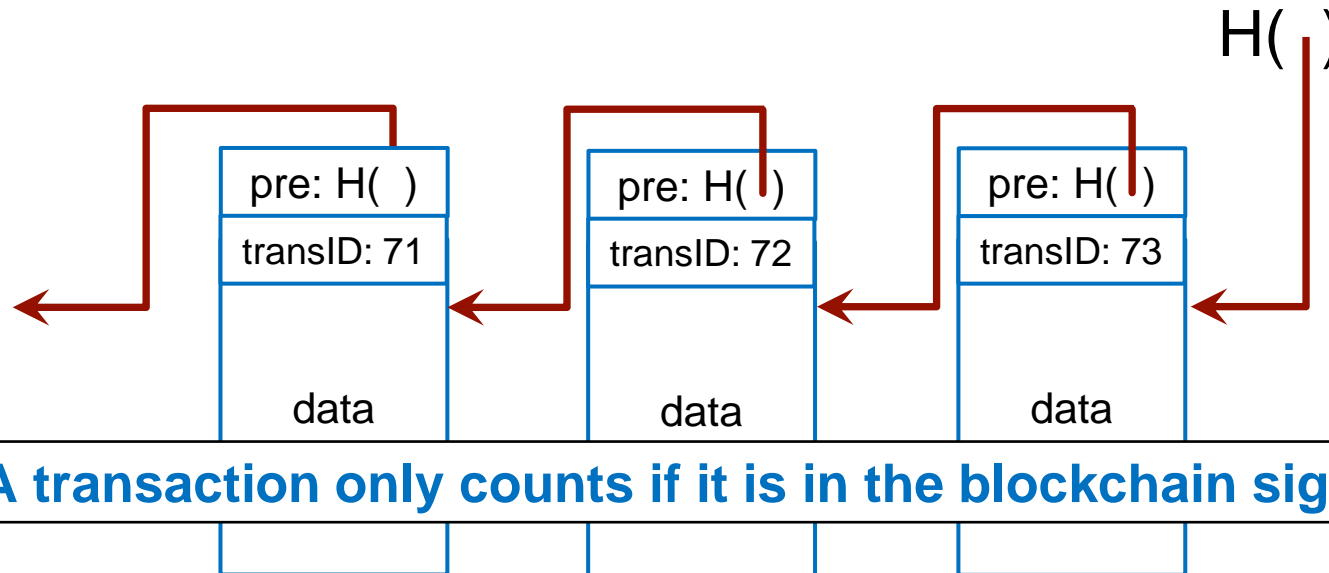 H( )
pre: H( ) pre: H( ) pre: H( )
transID: 71 transID: 72 transID: 73
data data data
A transaction only counts if it is in the blockchain sig